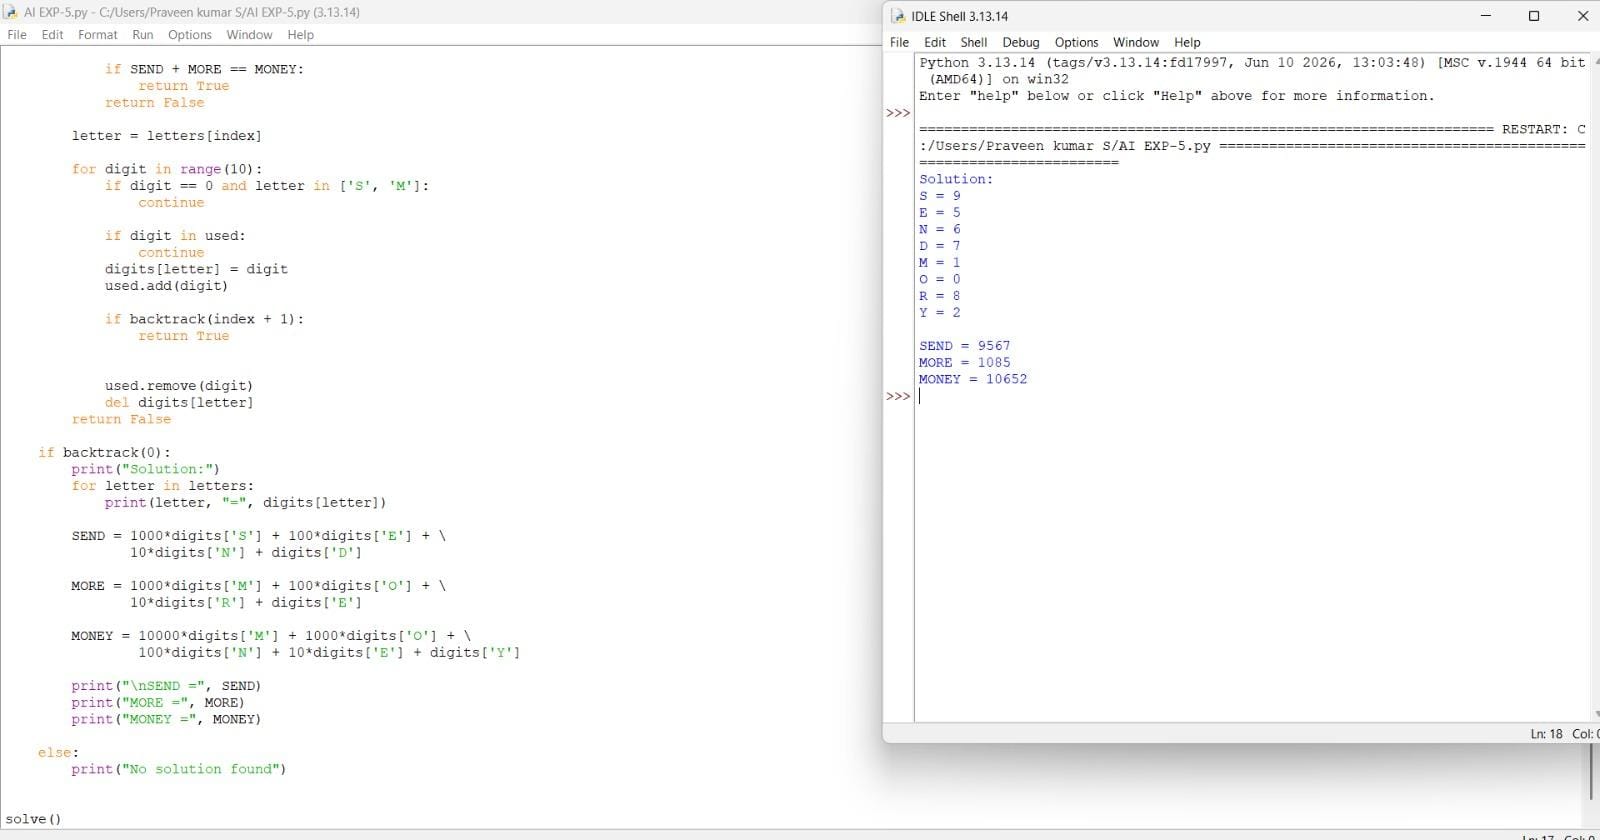 AI EXP-5.py - C:/Users/Praveen kumar S/AI EXP-5.py (3.13.14)
File Edit Format Run Options Window Help
if SEND + MORE == MONEY:
return True
return False
letter = letters[index]
for digit in range(10):
if digit == 0 and letter in ['S', 'M']:
continue
if digit in used:
continue
digits[letter] = digit
used.add(digit)
if backtrack(index + 1):
return True
used.remove(digit)
del digits[letter]
return False
if backtrack(0):
print("Solution:")
for letter in letters:
print(letter, "=", digits[letter])
SEND = 1000*digits['S'] + 100*digits['E'] + \
10*digits['N'] + digits['D']
MORE = 1000*digits['M'] + 100*digits['O'] + \
10*digits['R'] + digits['E']
MONEY = 10000*digits['M'] + 1000*digits['O'] + \
100*digits['N'] + 10*digits['E'] + digits['Y']
print("\nSEND =", SEND)
print("MORE =", MORE)
print("MONEY =", MONEY)
else:
print("No solution found")
solve()
IDLE Shell 3.13.14
File Edit Shell Debug Options Window Help
Python 3.13.14 (tags/v3.13.14:fd17997, Jun 10 2026, 13:03:48) [MSC v.1944 64 bit
(AMD64)] on win32
Enter "help" below or click "Help" above for more information.
>>>
===================================================================== RESTART: C
:/Users/Praveen kumar S/AI EXP-5.py ============================================
========================
Solution:
S = 9
E = 5
N = 6
D = 7
M = 1
O = 0
R = 8
Y = 2
SEND = 9567
MORE = 1085
MONEY = 10652
>>>
Ln: 18 Col:
Ln: 17 Col: 0